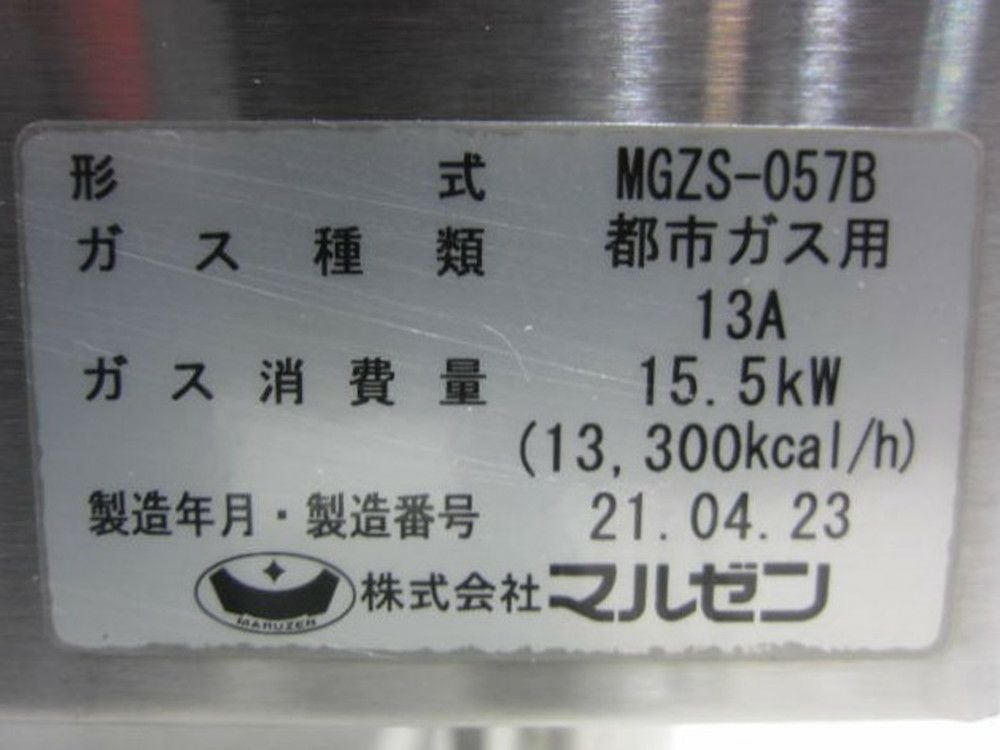 形式 MGZS-057B
ガス種類 都市ガス用
13A
ガス消費量 15.5kW
(13,300kcal/h)
製造年月・製造番号 21.04.23
MARUZEN 株式会社マルゼン